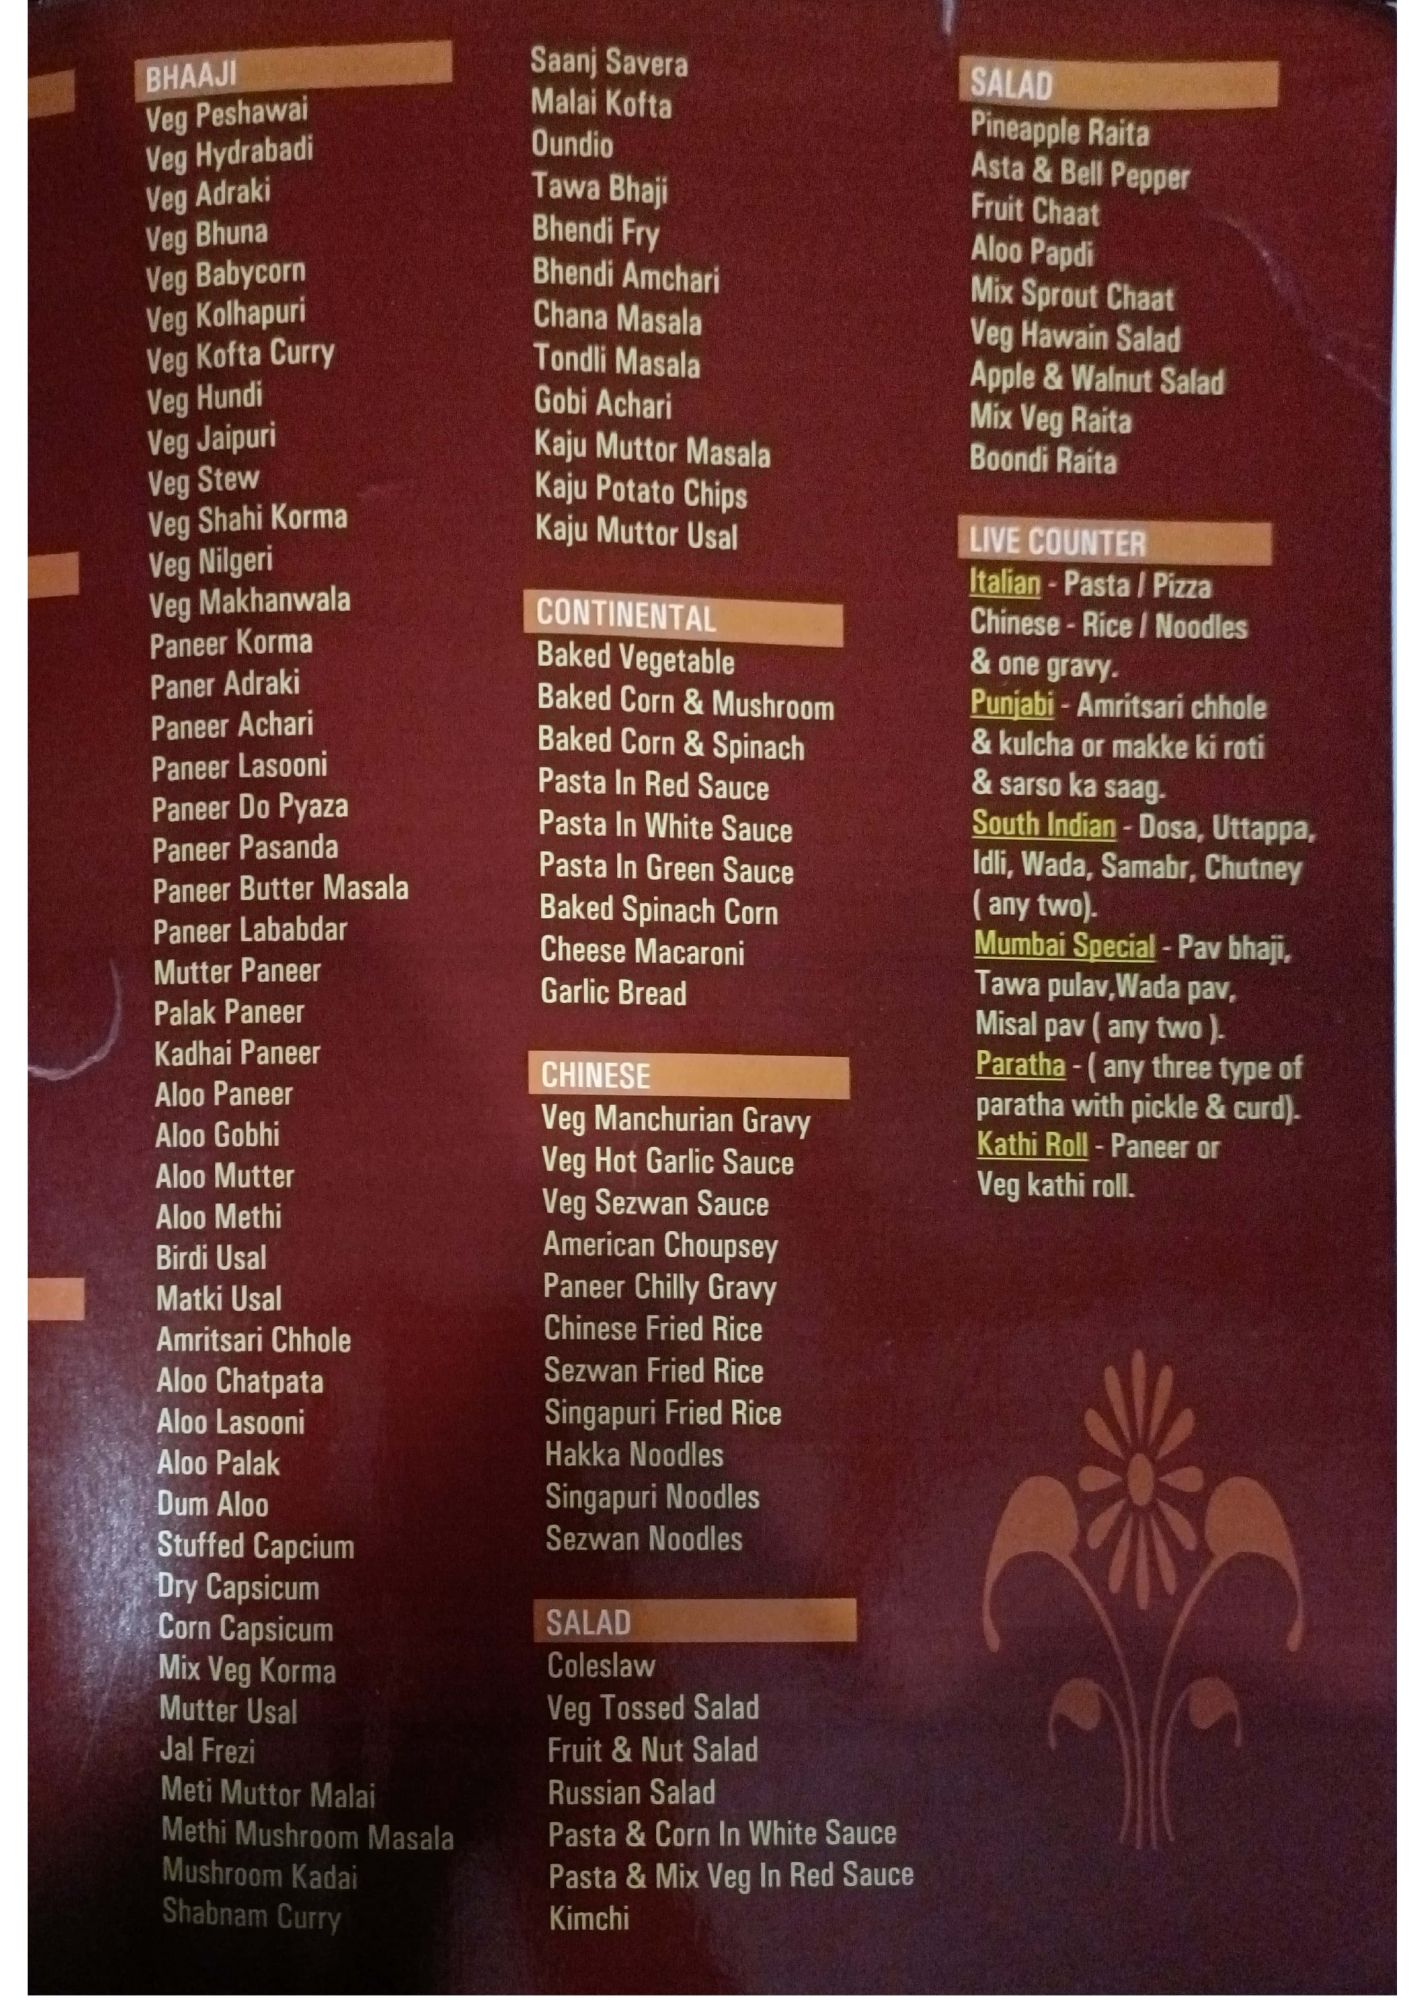 BHAAJI
Veg Peshawai
Veg Hydrabadi
Veg Adraki
Veg Bhuna
Veg Babycorn
Veg Kolhapuri
Veg Kofta Curry
Veg Hundi
Veg Jaipuri
Veg Stew
Veg Shahi Korma
Veg Nilgeri
Veg Makhanwala
Paneer Korma
Paner Adraki
Paneer Achari
Paneer Lasooni
Paneer Do Pyaza
Paneer Pasanda
Paneer Butter Masala
Paneer Lababdar
Mutter Paneer
Palak Paneer
Kadhai Paneer
Aloo Paneer
Aloo Gobhi
Aloo Mutter
Aloo Methi
Birdi Usal
Matki Usal
Amritsari Chhole
Aloo Chatpata
Aloo Lasooni
Aloo Palak
Dum Aloo
Stuffed Capcium
Dry Capsicum
Corn Capsicum
Mix Veg Korma
Mutter Usal
Jal Frezi
Meti Muttor Malai
Methi Mushroom Masala
Mushroom Kadai
Shabnam Curry
Saanj Savera
Malai Kofta
Oundio
Tawa Bhaji
Bhendi Fry
Bhendi Amchari
Chana Masala
Tondli Masala
Gobi Achari
Kaju Muttor Masala
Kaju Potato Chips
Kaju Muttor Usal
CONTINENTAL
Baked Vegetable
Baked Corn & Mushroom
Baked Corn & Spinach
Pasta In Red Sauce
Pasta In White Sauce
Pasta In Green Sauce
Baked Spinach Corn
Cheese Macaroni
Garlic Bread
CHINESE
Veg Manchurian Gravy
Veg Hot Garlic Sauce
Veg Sezwan Sauce
American Choupsey
Paneer Chilly Gravy
Chinese Fried Rice
Sezwan Fried Rice
Singapuri Fried Rice
Hakka Noodles
Singapuri Noodles
Sezwan Noodles
SALAD
Coleslaw
Veg Tossed Salad
Fruit & Nut Salad
Russian Salad
Pasta & Corn In White Sauce
Pasta & Mix Veg In Red Sauce
Kimchi
SALAD
Pineapple Raita
Asta & Bell Pepper
Fruit Chaat
Aloo Papdi
Mix Sprout Chaat
Veg Hawain Salad
Apple & Walnut Salad
Mix Veg Raita
Boondi Raita
LIVE COUNTER
Italian - Pasta / Pizza
Chinese - Rice / Noodles
& one gravy.
Punjabi - Amritsari chhole
& kulcha or makke ki roti
& sarso ka saag.
South Indian - Dosa, Uttappa,
Idli, Wada, Samabr, Chutney
( any two).
Mumbai Special - Pav bhaji,
Tawa pulav,Wada pav,
Misal pav ( any two ).
Paratha - ( any three type of
paratha with pickle & curd).
Kathi Roll - Paneer or
Veg kathi roll.